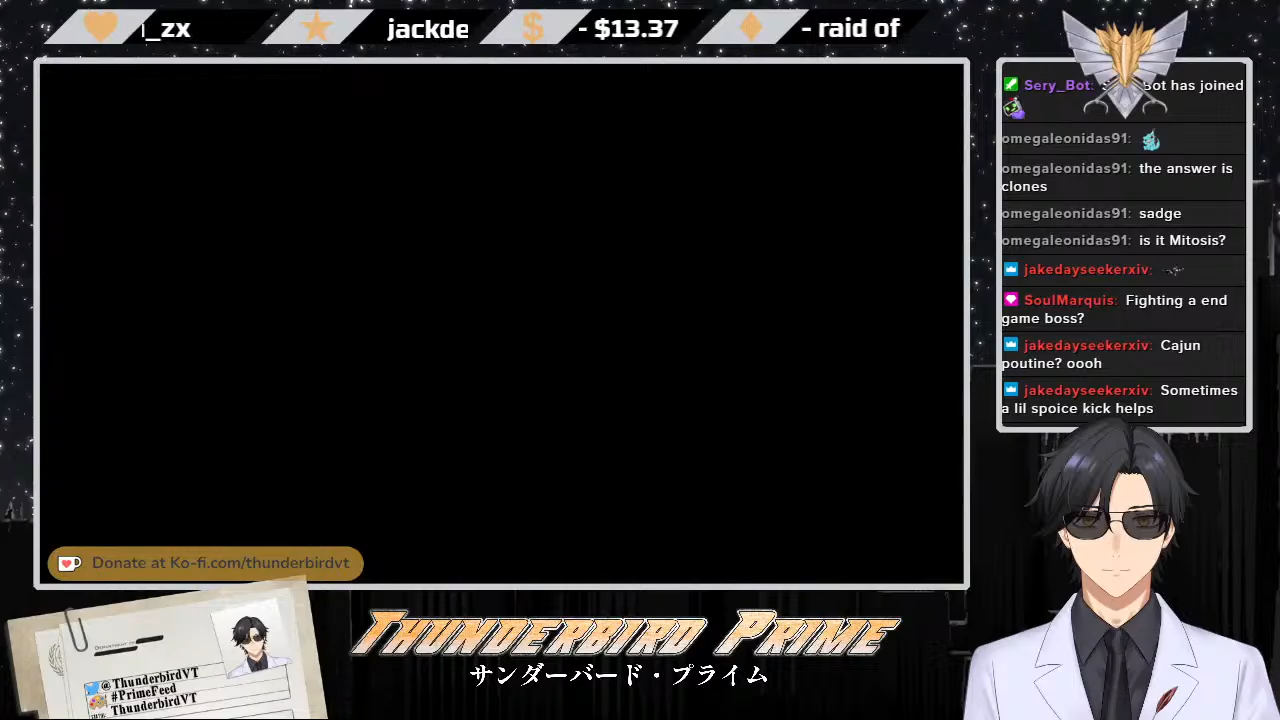 _zx
jackde
- $13.37
- raid of
Sery_Bot: Bot has joined
omegaleonidas91:
omegaleonidas91: the answer is
clones
omegaleonidas91: sadge
omegaleonidas91: is it Mitosis?
jakedayseekerxiv:
SoulMarquis: Fighting a end
game boss?
jakedayseekerxiv: Cajun
poutine? oooh
jakedayseekerxiv: Sometimes
a lil spoice kick helps
Donate at Ko-fi.com/thunderbirdvt
@ThunderbirdVT
#PrimeFeed
ThunderbirdVT
THUNDERBIRD PRIME
サンダーバード・プライム